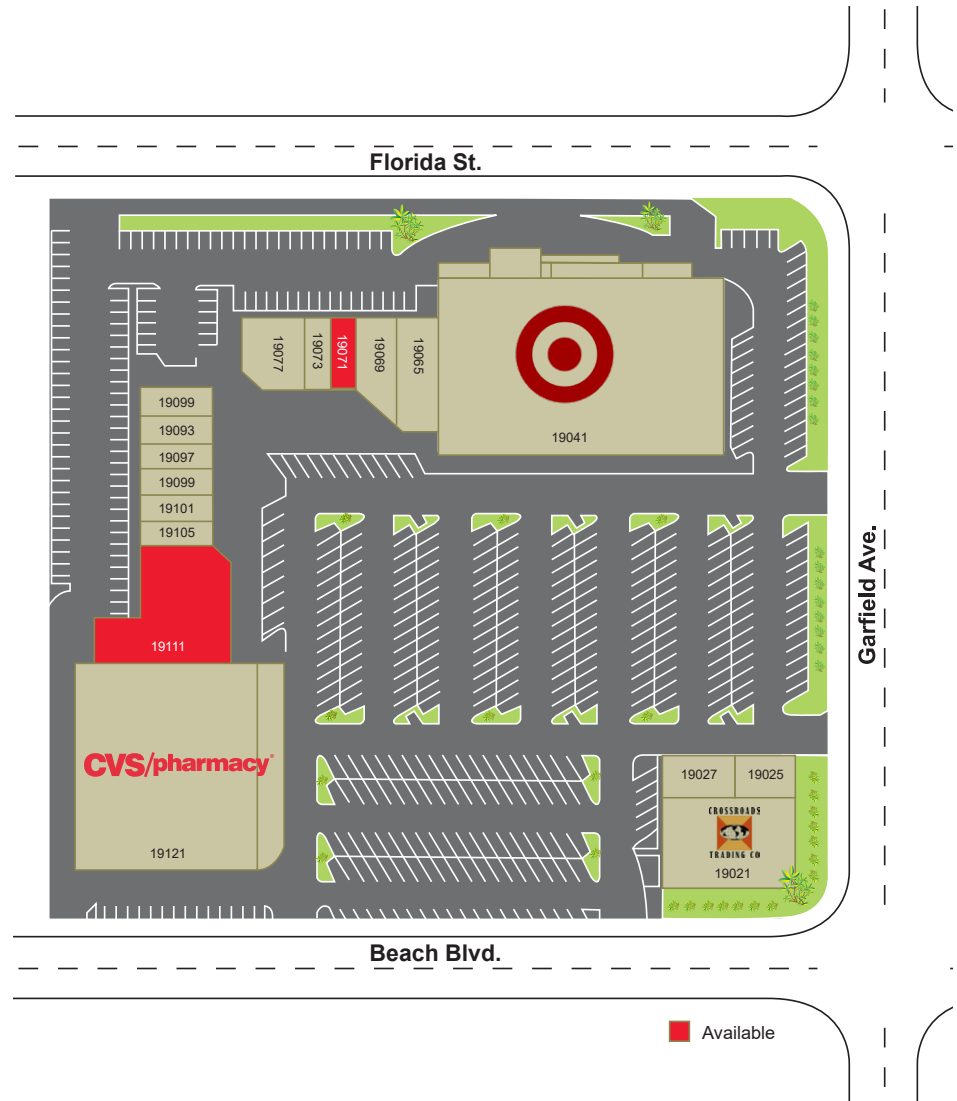 Florida St.
19077
19073
19071
19069
19065
19041
19099
19093
19097
19099
19101
19105
19111
Garfield Ave.
CVS/pharmacy®
19121
19027
19025
CROSSROADS
TRADING CO
19021
Beach Blvd.
Available